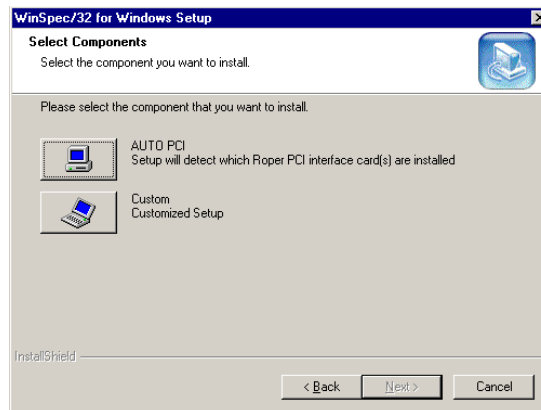 WinSpec/32 for Windows Setup
Select Components
Select the component you want to install.
Please select the component that you want to install.
AUTO PCI
Setup will detect which Roper PCI interface card(s) are installed
Custom
Customized Setup
InstallShield
< Back
Next >
Cancel